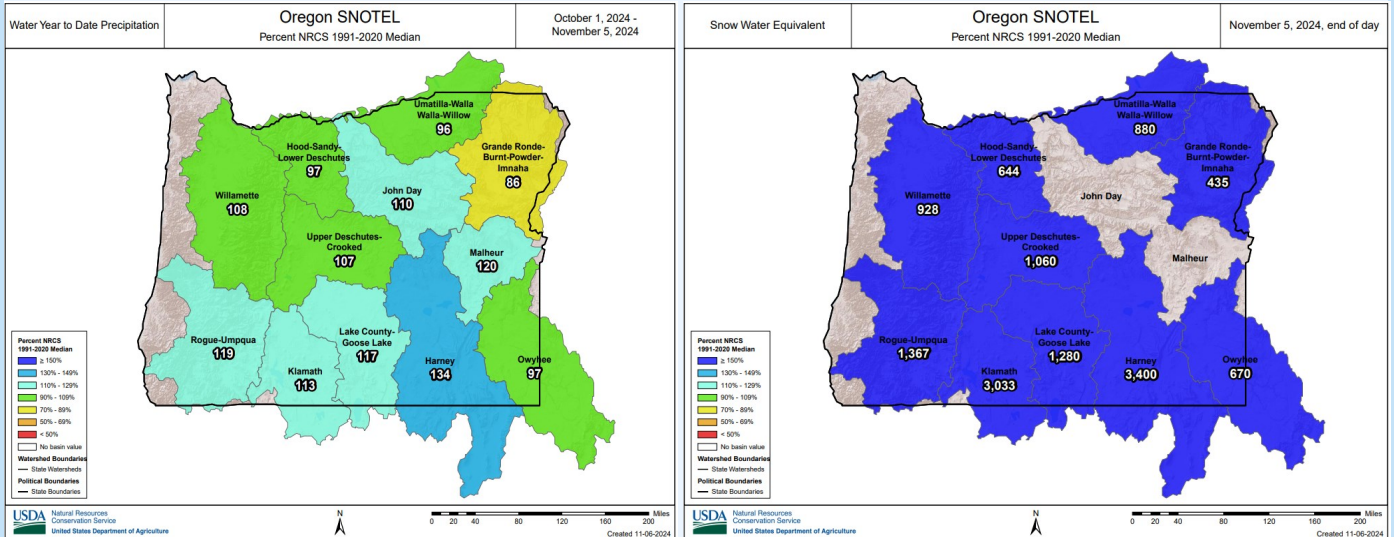 Water Year to Date Precipitation
Oregon SNOTEL
Percent NRCS 1991-2020 Median
October 1, 2024 -
November 5, 2024
Umatilla-Walla
Walla-Willow
96
Grande Ronde-
Burnt-Powder-
Imnaha
86
Hood-Sandy-
Lower Deschutes
97
John Day
110
Willamette
108
Upper Deschutes-
Crooked
107
Malheur
120
Rogue-Umpqua
119
Klamath
113
Lake County-
Goose Lake
117
Harney
134
Owyhee
97
Percent NRCS
1991-2020 Median
≥ 150%
130% - 149%
110% - 129%
90% - 109%
70% - 89%
50% - 69%
< 50%
No basin value
Watershed Boundaries
State Watersheds
Political Boundaries
State Boundaries
USDA
Natural Resources
Conservation Service
United States Department of Agriculture
N
Miles
0 20 40 80 120 160 200
Created 11-06-2024
Snow Water Equivalent
Oregon SNOTEL
Percent NRCS 1991-2020 Median
November 5, 2024, end of day
Umatilla-Walla
Walla-Willow
880
Grande Ronde-
Burnt-Powder-
Imnaha
435
Hood-Sandy-
Lower Deschutes
644
John Day
Willamette
928
Upper Deschutes-
Crooked
1,060
Malheur
Rogue-Umpqua
1,367
Klamath
3,033
Lake County-
Goose Lake
1,280
Harney
3,400
Owyhee
670
Percent NRCS
1991-2020 Median
≥ 150%
130% - 149%
110% - 129%
90% - 109%
70% - 89%
50% - 69%
< 50%
No basin value
Watershed Boundaries
State Watersheds
Political Boundaries
State Boundaries
USDA
Natural Resources
Conservation Service
United States Department of Agriculture
N
Miles
0 20 40 80 120 160 200
Created 11-06-2024